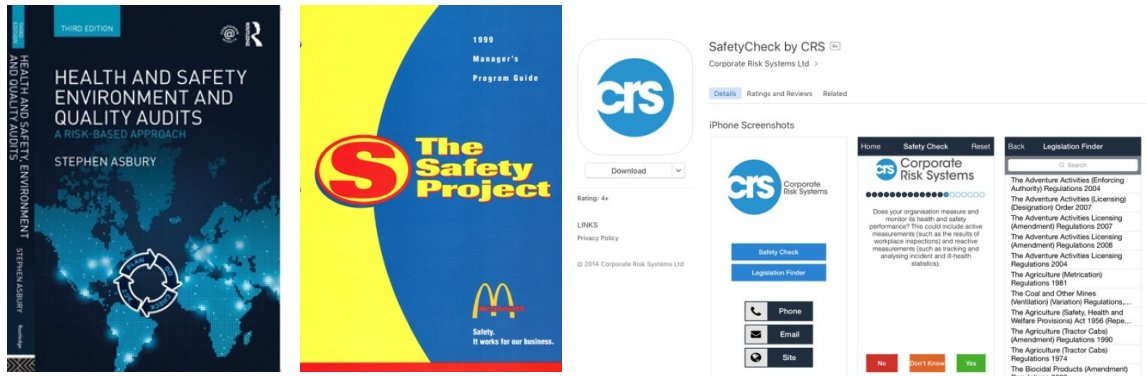 THIRD EDITION
HEALTH AND SAFETY, ENVIRONMENT
AND QUALITY AUDITS
STEPHEN ASBURY
Routledge
THIRD EDITION
HEALTH AND SAFETY
ENVIRONMENT AND
QUALITY AUDITS
A RISK-BASED APPROACH
STEPHEN ASBURY
PLAN
DO
CHECK
ACT
ROUTLEDGE
R
1999
Manager's
Program Guide
S
The
Safety
Project
McDonald's
Safety.
It works for our business.
crs
Download
Rating: 4+
LINKS
Privacy Policy
© 2014 Corporate Risk Systems Ltd
SafetyCheck by CRS 4+
Corporate Risk Systems Ltd >
Details Ratings and Reviews Related
iPhone Screenshots
crs Corporate
Risk Systems
Safety Check
Legislation Finder
Phone
Email
Site
Home Safety Check Reset
crs Corporate
Risk Systems
Does your organisation measure and
monitor its health and safety
performance? This could include active
measurements (such as the results of
workplace inspections) and reactive
measurements (such as tracking and
analysing incident and ill-health
statistics).
No Don't Know Yes
Back Legislation Finder
Search
The Adventure Activities (Enforcing
Authority) Regulations 2004
The Adventure Activities (Licensing)
(Designation) Order 2007
The Adventure Activities Licensing
(Amendment) Regulations 2007
The Adventure Activities Licensing
(Amendment) Regulations 2008
The Adventure Activities Licensing
Regulations 2004
The Agriculture (Metrication)
Regulations 1981
The Coal and Other Mines
(Ventilation) (Variation) Regulations,...
The Agriculture (Safety, Health and
Welfare Provisions) Act 1956 (Repe...
The Agriculture (Tractor Cabs)
(Amendment) Regulations 1990
The Agriculture (Tractor Cabs)
Regulations 1974
The Biocidal Products (Amendment)